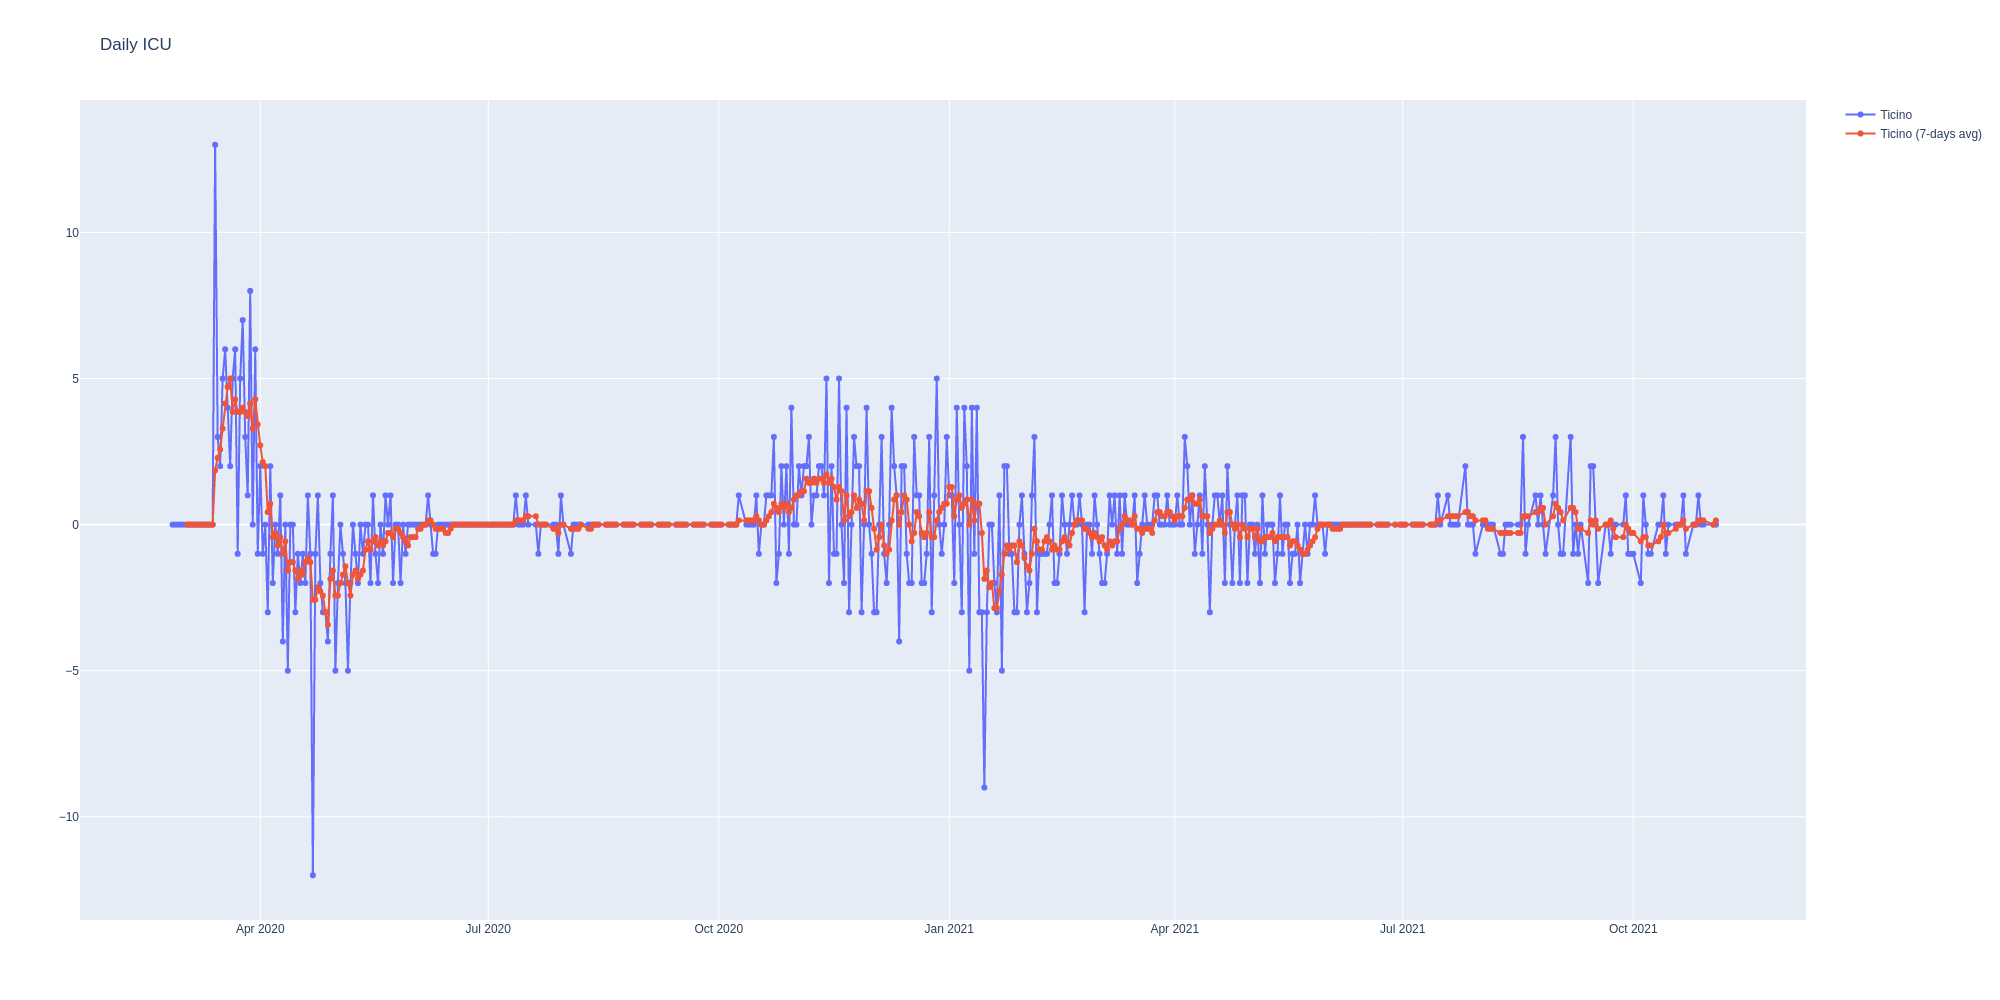 Daily ICU
Ticino
Ticino (7-days avg)
10
5
0
−5
−10
Apr 2020
Jul 2020
Oct 2020
Jan 2021
Apr 2021
Jul 2021
Oct 2021